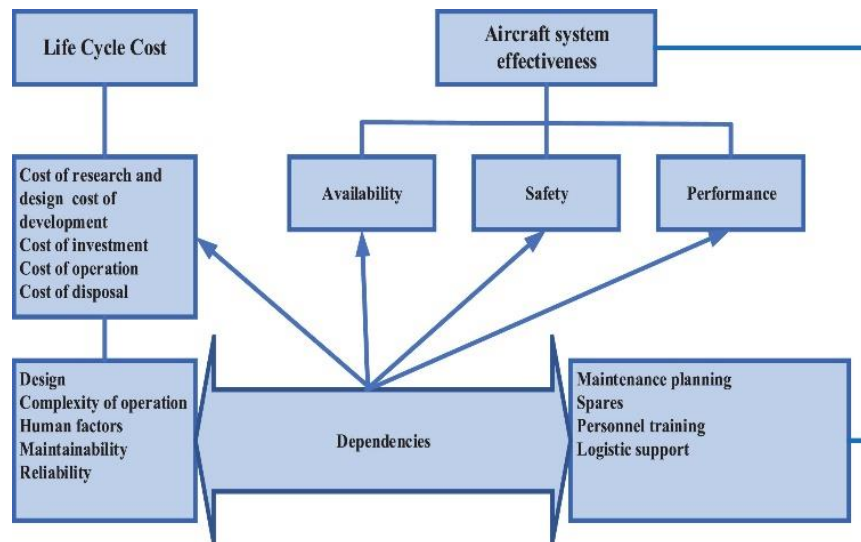 Life Cycle Cost
Aircraft system
effectiveness
Cost of research and
design cost of
development
Cost of investment
Cost of operation
Cost of disposal
Availability
Safety
Performance
Design
Complexity of operation
Human factors
Maintainability
Reliability
Dependencies
Maintenance planning
Spares
Personnel training
Logistic support